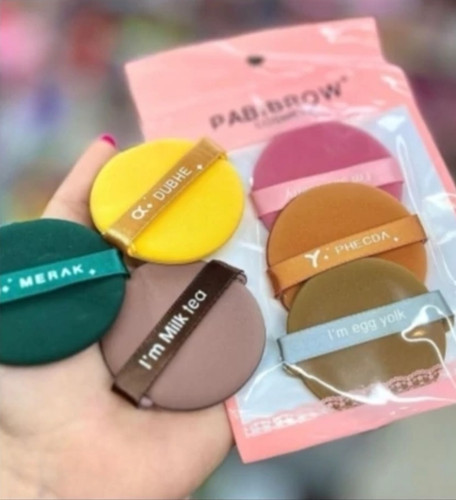 PAB.BROW
α. DUBHE
MERAK
I'm Milk tea
γ. PHECDA
I'm egg yolk